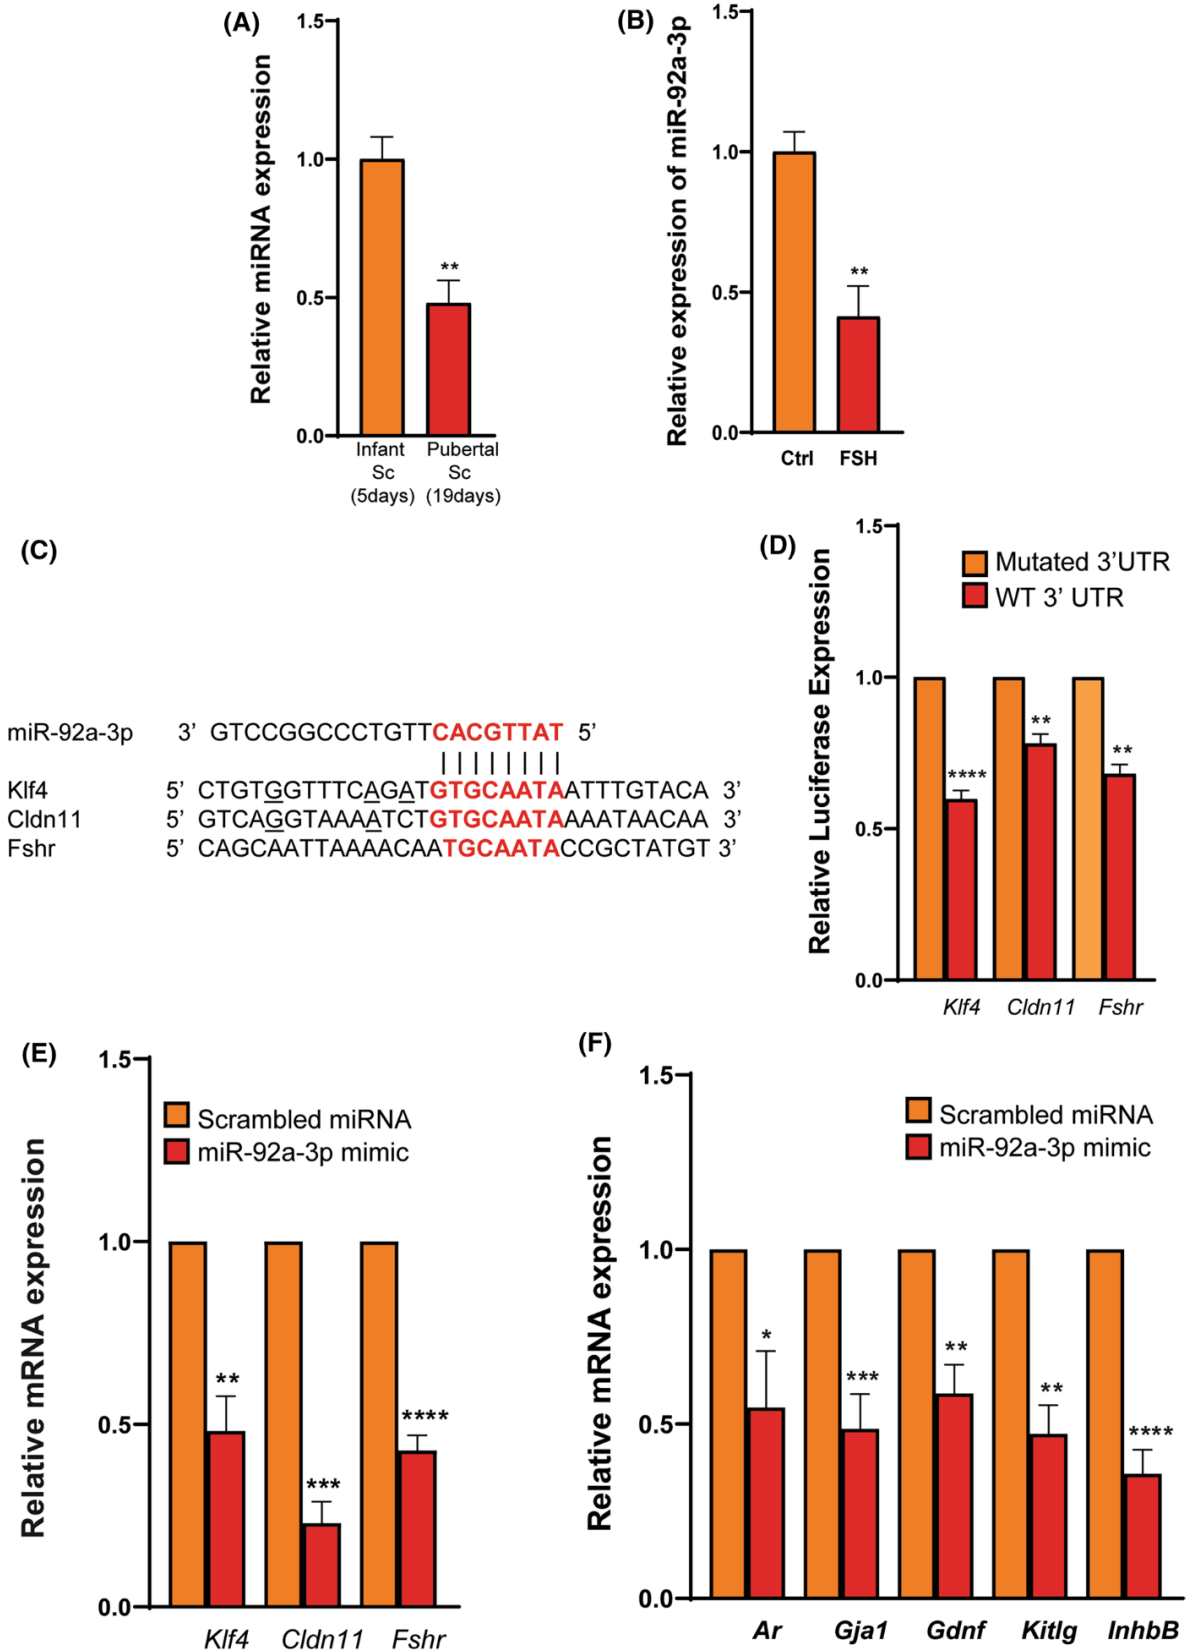 (A)
Relative miRNA expression
1.5
1.0
0.5
0.0
**
Infant
Sc
(5days)
Pubertal
Sc
(19days)
(B)
Relative expression of miR-92a-3p
1.5
1.0
0.5
0.0
**
Ctrl
FSH
(C)
miR-92a-3p 3’ GTCCGGCCCTGTTCACGTTAT 5’
| | | | | | | |
Klf4 5’ CTGTGGTTTCAGATGTGCAATAATTTGTACA 3’
Cldn11 5’ GTCAGGTAAAATCTGTGCAATAAAATAACAA 3’
Fshr 5’ CAGCAATTAAAACAATGCAATACCGCTATGT 3’
(D)
Relative Luciferase Expression
1.5
1.0
0.5
0.0
Mutated 3’UTR
WT 3’ UTR
****
**
**
Klf4
Cldn11
Fshr
(E)
Relative mRNA expression
1.5
1.0
0.5
0.0
Scrambled miRNA
miR-92a-3p mimic
**
***
****
Klf4
Cldn11
Fshr
(F)
Relative mRNA expression
1.5
1.0
0.5
0.0
Scrambled miRNA
miR-92a-3p mimic
*
***
**
**
****
Ar
Gja1
Gdnf
Kitlg
InhbB